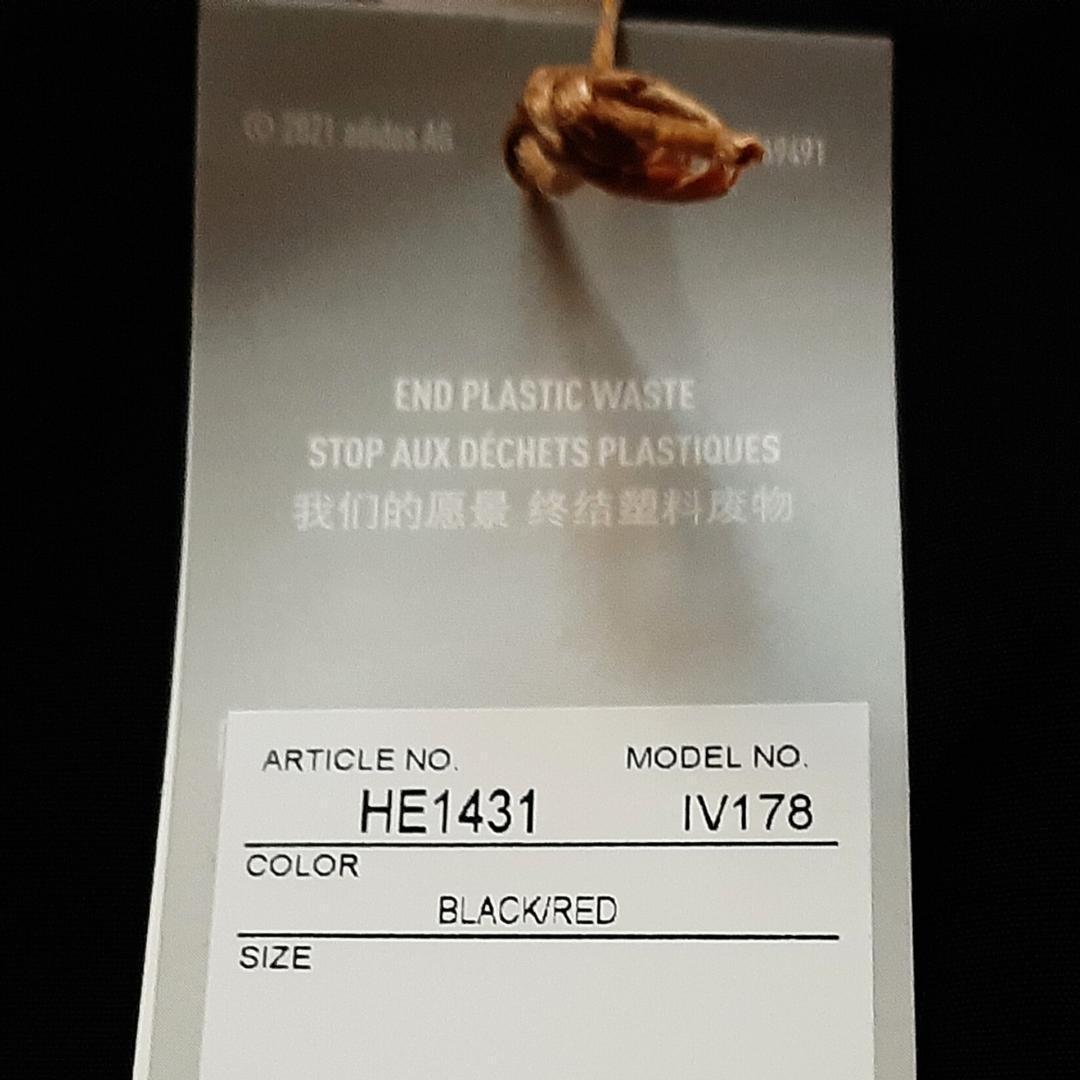 © 2021 adidas AG
END PLASTIC WASTE
STOP AUX DÉCHETS PLASTIQUES
我们的愿景 终结塑料废物
ARTICLE NO. MODEL NO.
HE1431 IV178
COLOR
BLACK/RED
SIZE